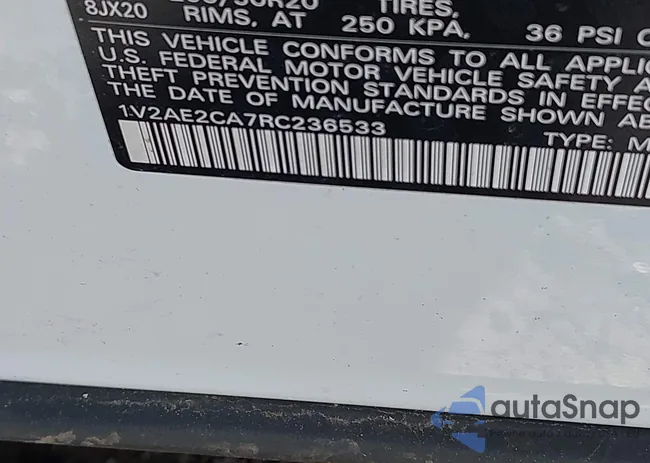 8JX20 RIMS, AT 250 KPA, 36 PSI
THIS VEHICLE CONFORMS TO ALL
U.S. FEDERAL MOTOR VEHICLE SAFETY
THEFT PREVENTION STANDARDS IN
THE DATE OF MANUFACTURE SHOWN
1V2AE2CA7RC236533
TYPE:
autaSnap